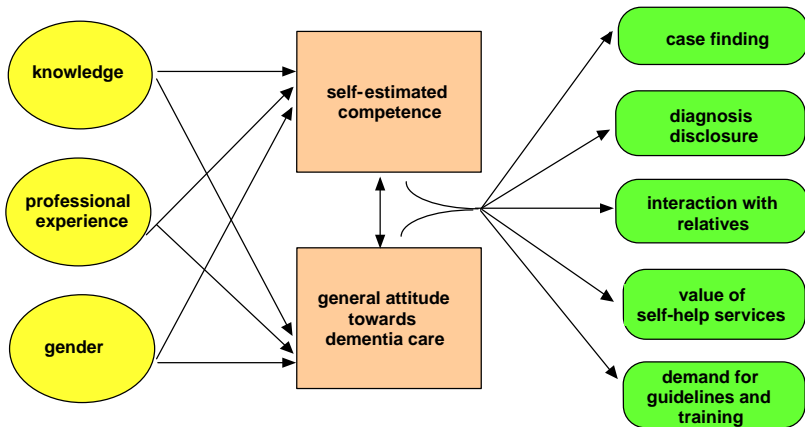 knowledge
professional
experience
gender
self-estimated
competence
general attitude
towards
dementia care
case finding
diagnosis
disclosure
interaction with
relatives
value of
self-help services
demand for
guidelines and
training